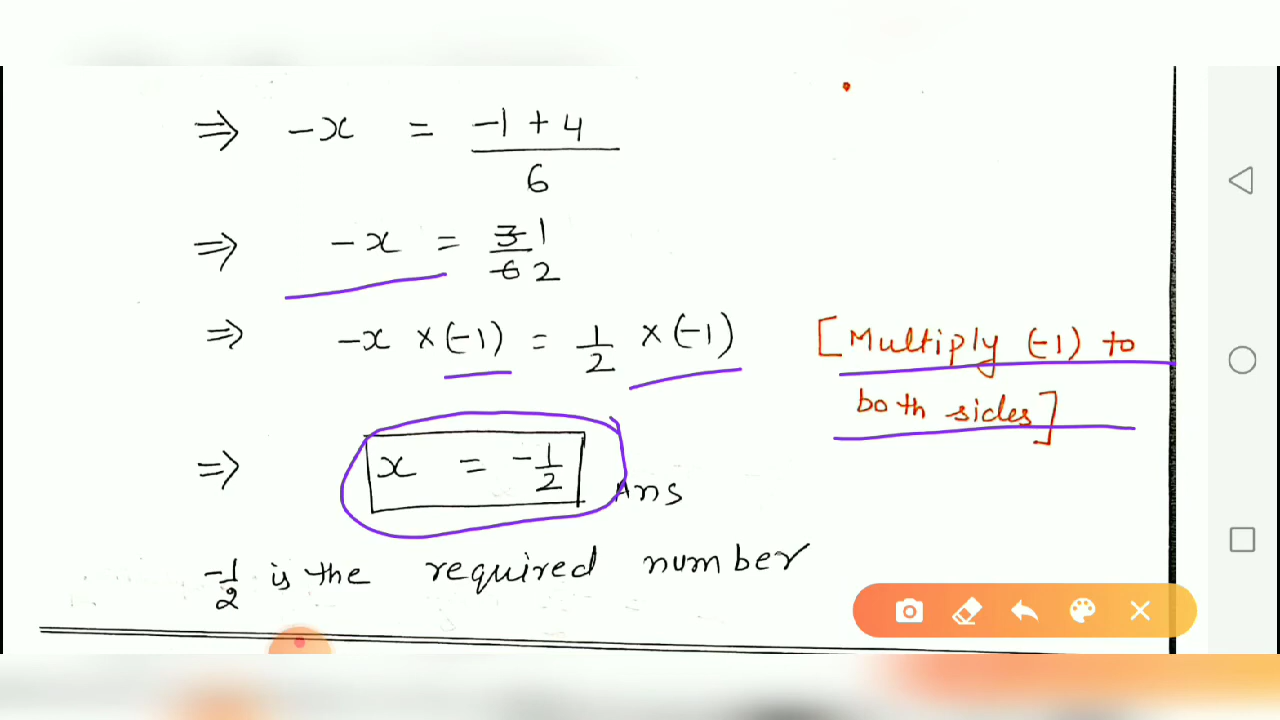 ⇒ -x = (-1 + 4)/6
⇒ -x = 3/6 1/2
⇒ -x × (-1) = 1/2 × (-1) [Multiply (-1) to
both sides]
⇒ x = -1/2 Ans
-1/2 is the required number